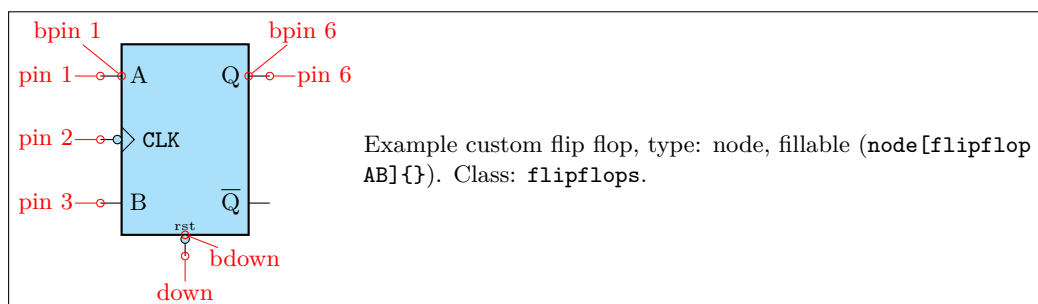 bpin 1
bpin 6
pin 1
A
Q
pin 6
pin 2
CLK
Example custom flip flop, type: node, fillable (node[flipflop
AB]{}). Class: flipflops.
pin 3
B
Q̅
rst
bdown
down